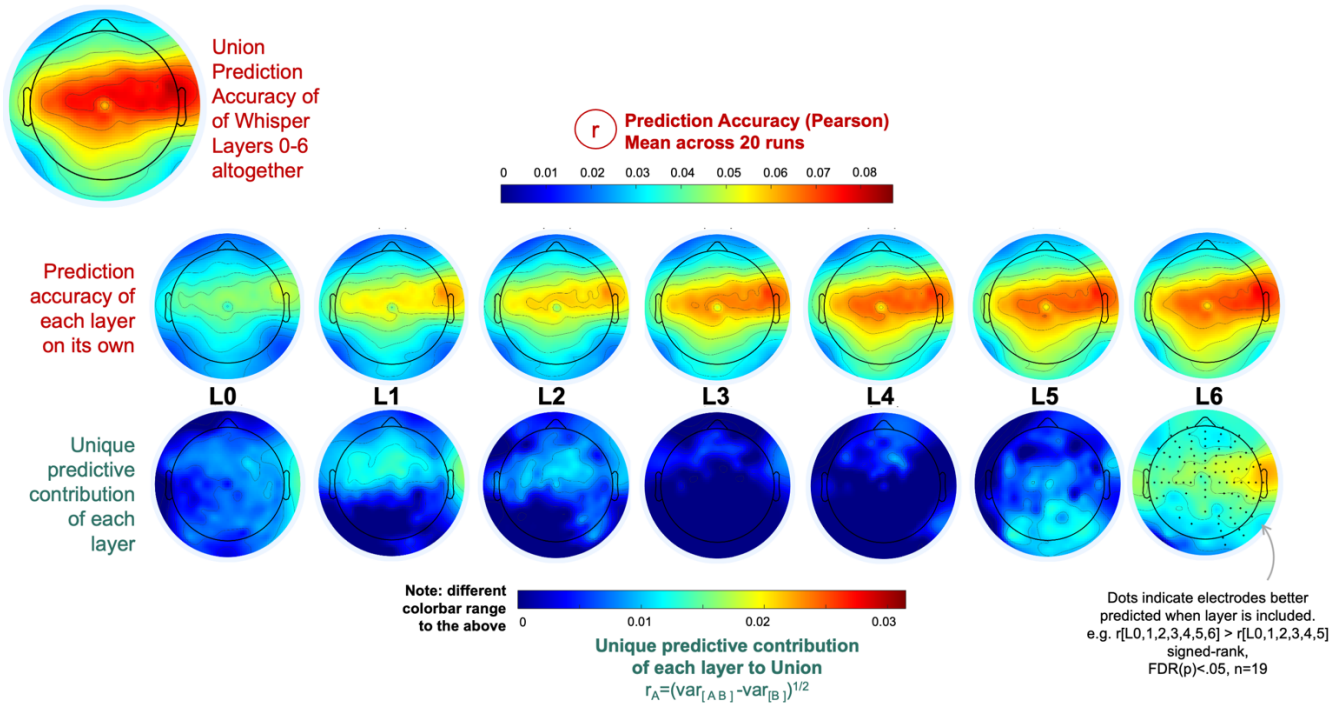 Union
Prediction
Accuracy of
of Whisper
Layers 0-6
altogether
r
Prediction Accuracy (Pearson)
Mean across 20 runs
0 0.01 0.02 0.03 0.04 0.05 0.06 0.07 0.08
Prediction
accuracy of
each layer
on its own
L0 L1 L2 L3 L4 L5 L6
Unique
predictive
contribution
of each
layer
Note: different
colorbar range
to the above
0 0.01 0.02 0.03
Unique predictive contribution
of each layer to Union
r_A=(var_[AB] -var_[B])^1/2
Dots indicate electrodes better
predicted when layer is included.
e.g. r[L0,1,2,3,4,5,6] > r[L0,1,2,3,4,5]
signed-rank,
FDR(p)<.05, n=19